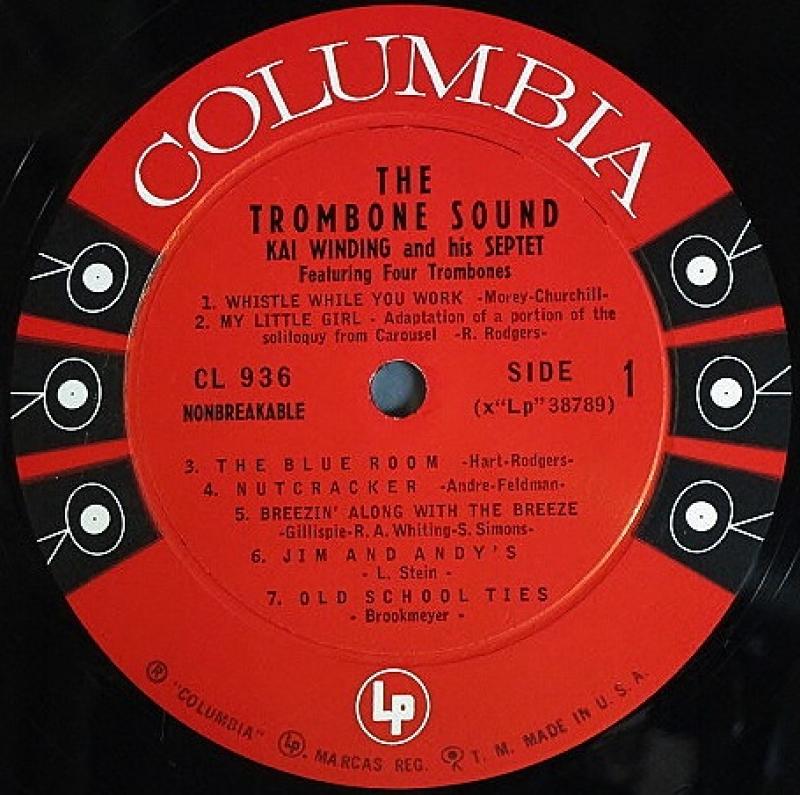 COLUMBIA
THE
TROMBONE SOUND
KAI WINDING and his SEPTET
Featuring Four Trombones
1. WHISTLE WHILE YOU WORK -Morey-Churchill-
2. MY LITTLE GIRL - Adaptation of a portion of the
soliloquy from Carousel -R. Rodgers-
CL 936
NONBREAKABLE
SIDE 1
(x“Lp”38789)
3. THE BLUE ROOM -Hart-Rodgers-
4. NUTCRACKER -Andre-Feldman-
5. BREEZIN' ALONG WITH THE BREEZE
-Gillispie-R. A. Whiting-S. Simons-
6. JIM AND ANDY'S
- L. Stein -
7. OLD SCHOOL TIES
- Brookmeyer -
Lp
® "COLUMBIA" Lp. MARCAS REG. T. M. MADE IN U. S. A.